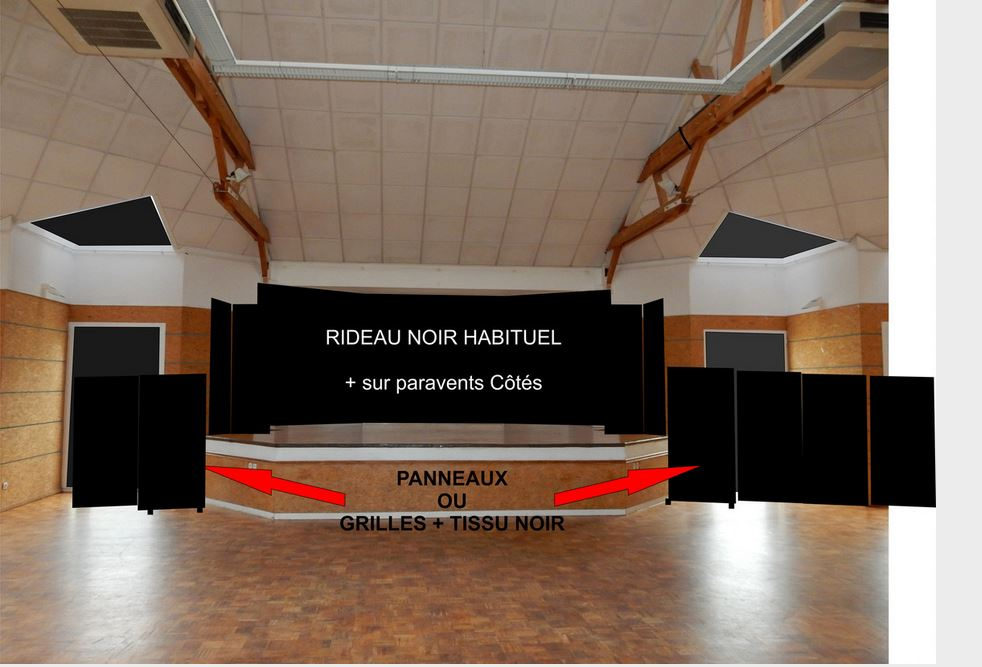 RIDEAU NOIR HABITUEL
+ sur paravents Côtés
PANNEAUX
OU
GRILLES + TISSU NOIR